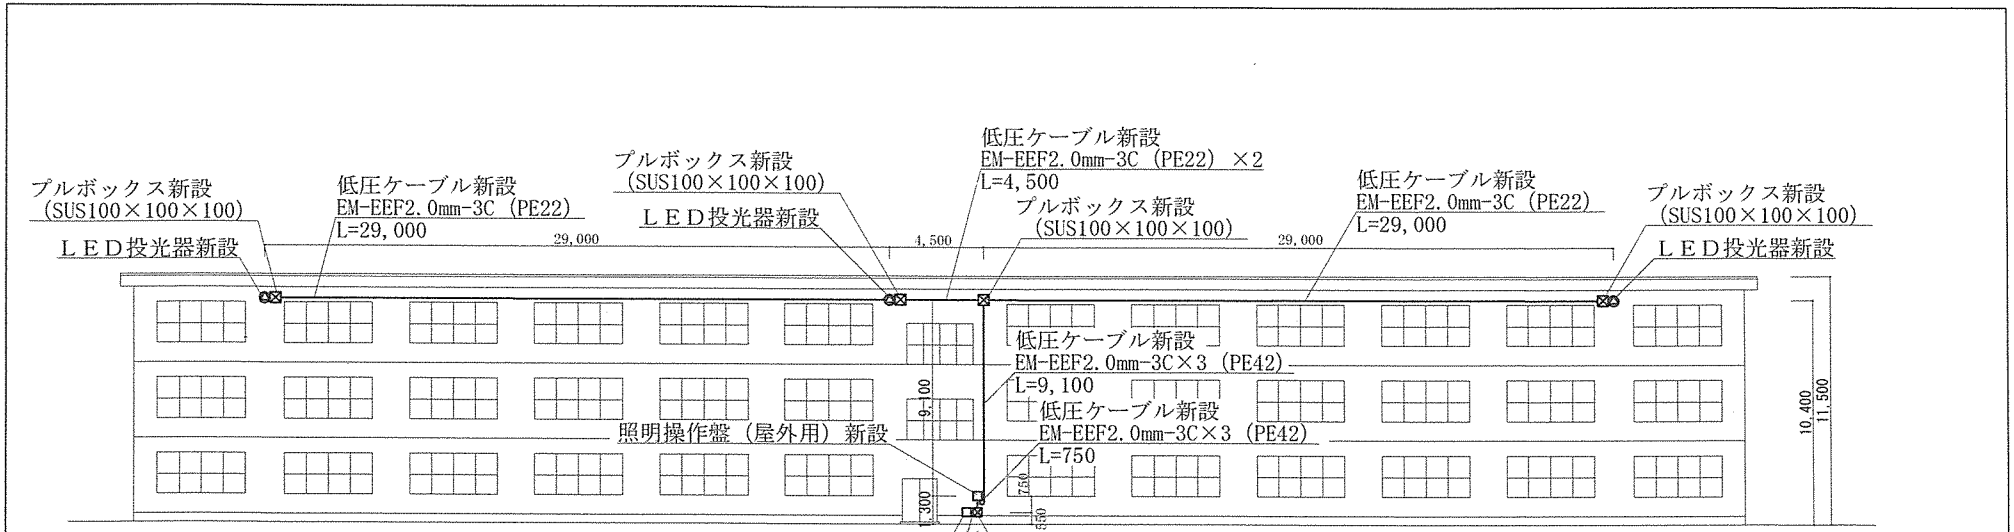 プルボックス新設
(SUS100×100×100)
LED投光器新設
低圧ケーブル新設
EM-EEF2.0mm-3C (PE22)
L=29,000
29,000
プルボックス新設
(SUS100×100×100)
LED投光器新設
低圧ケーブル新設
EM-EEF2.0mm-3C (PE22) ×2
L=4,500
4,500
プルボックス新設
(SUS100×100×100)
29,000
低圧ケーブル新設
EM-EEF2.0mm-3C (PE22)
L=29,000
プルボックス新設
(SUS100×100×100)
LED投光器新設
低圧ケーブル新設
EM-EEF2.0mm-3C×3 (PE42)
L=9,100
9,100
低圧ケーブル新設
EM-EEF2.0mm-3C×3 (PE42)
L=750
照明操作盤(屋外用)新設
750
1,300
10,400
11,500